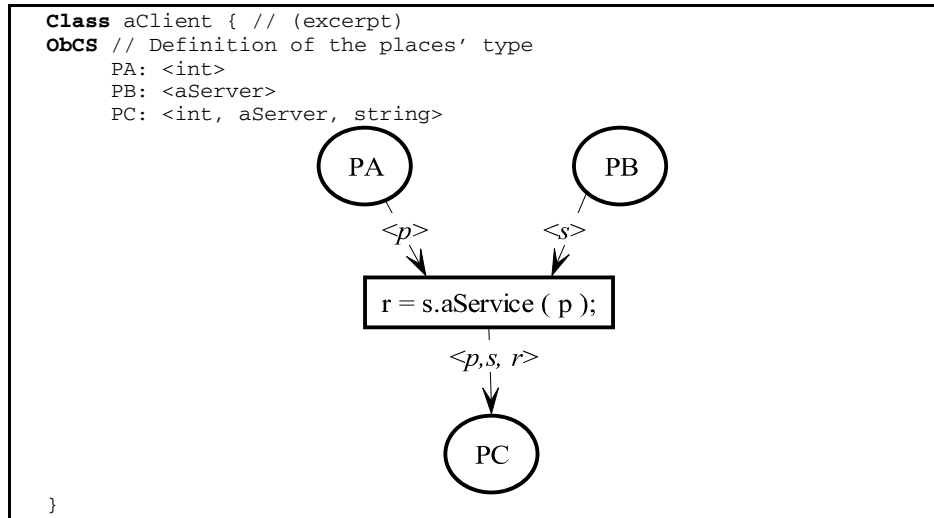 Class aClient { // (excerpt)
ObCS // Definition of the places’ type
PA: <int>
PB: <aServer>
PC: <int, aServer, string>
PA PB
<p> <s>
r = s.aService ( p );
<p,s, r>
PC
}